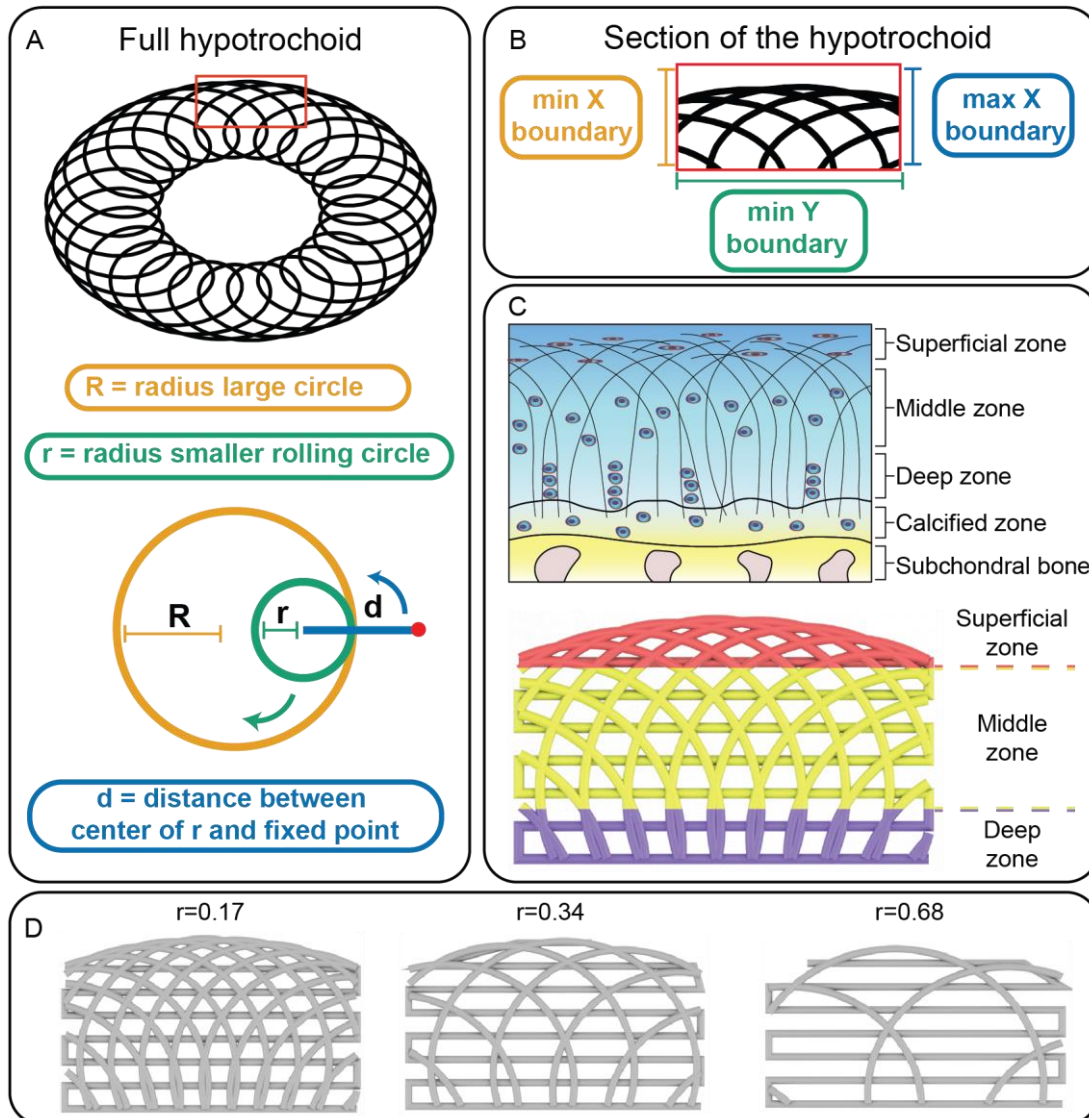 A
Full hypotrochoid
R = radius large circle
r = radius smaller rolling circle
R
r
d
d = distance between
center of r and fixed point
B
Section of the hypotrochoid
min X
boundary
max X
boundary
min Y
boundary
C
Superficial zone
Middle zone
Deep zone
Calcified zone
Subchondral bone
Superficial
zone
Middle
zone
Deep
zone
D
r=0.17
r=0.34
r=0.68